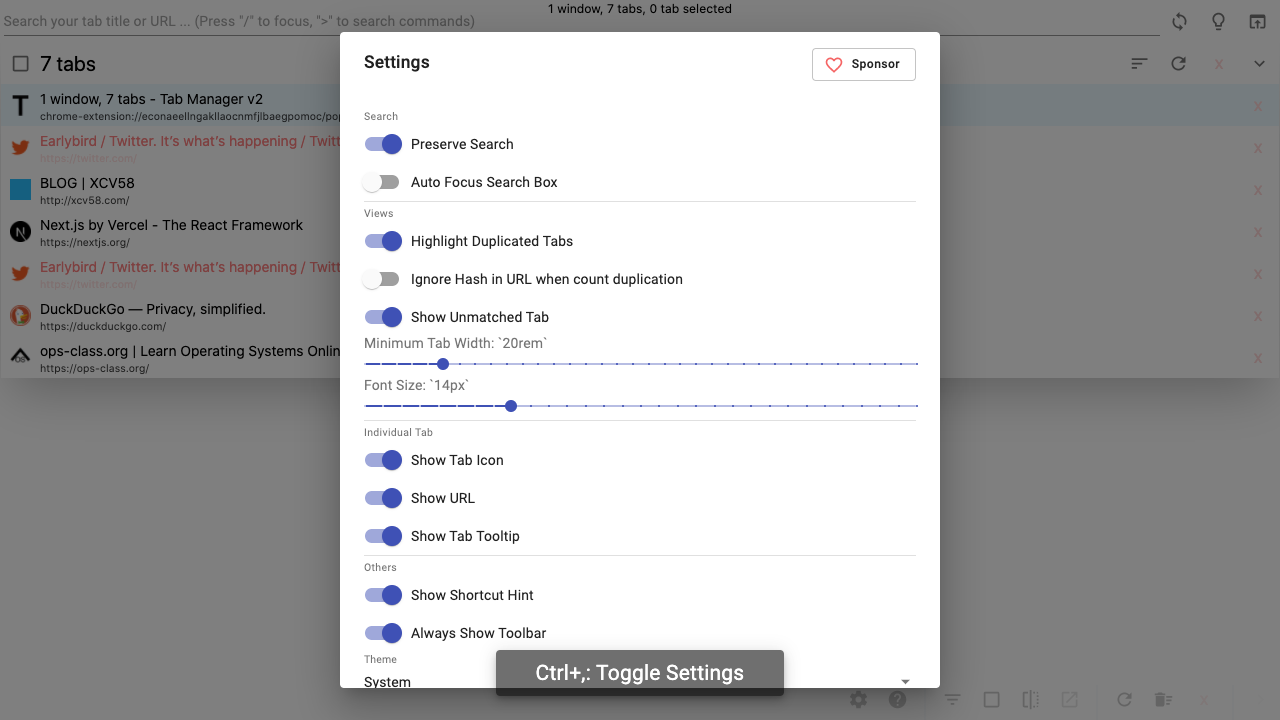 1 window, 7 tabs, 0 tab selected
Search your tab title or URL ... (Press "/" to focus, ">" to search commands)
7 tabs
x
1 window, 7 tabs - Tab Manager v2
chrome-extension://econaeellngakllaocnmfjlbaegpomoc/pop
x
Earlybird / Twitter. It's what's happening / Twitt
https://twitter.com/
x
BLOG | XCV58
http://xcv58.com/
x
Next.js by Vercel - The React Framework
https://nextjs.org/
x
Earlybird / Twitter. It's what's happening / Twitt
https://twitter.com/
x
DuckDuckGo — Privacy, simplified.
https://duckduckgo.com/
x
ops-class.org | Learn Operating Systems Onlin
https://ops-class.org/
x
Settings
Sponsor
Search
Preserve Search
Auto Focus Search Box
Views
Highlight Duplicated Tabs
Ignore Hash in URL when count duplication
Show Unmatched Tab
Minimum Tab Width: `20rem`
Font Size: `14px`
Individual Tab
Show Tab Icon
Show URL
Show Tab Tooltip
Others
Show Shortcut Hint
Always Show Toolbar
Theme
System
Ctrl+,: Toggle Settings
x